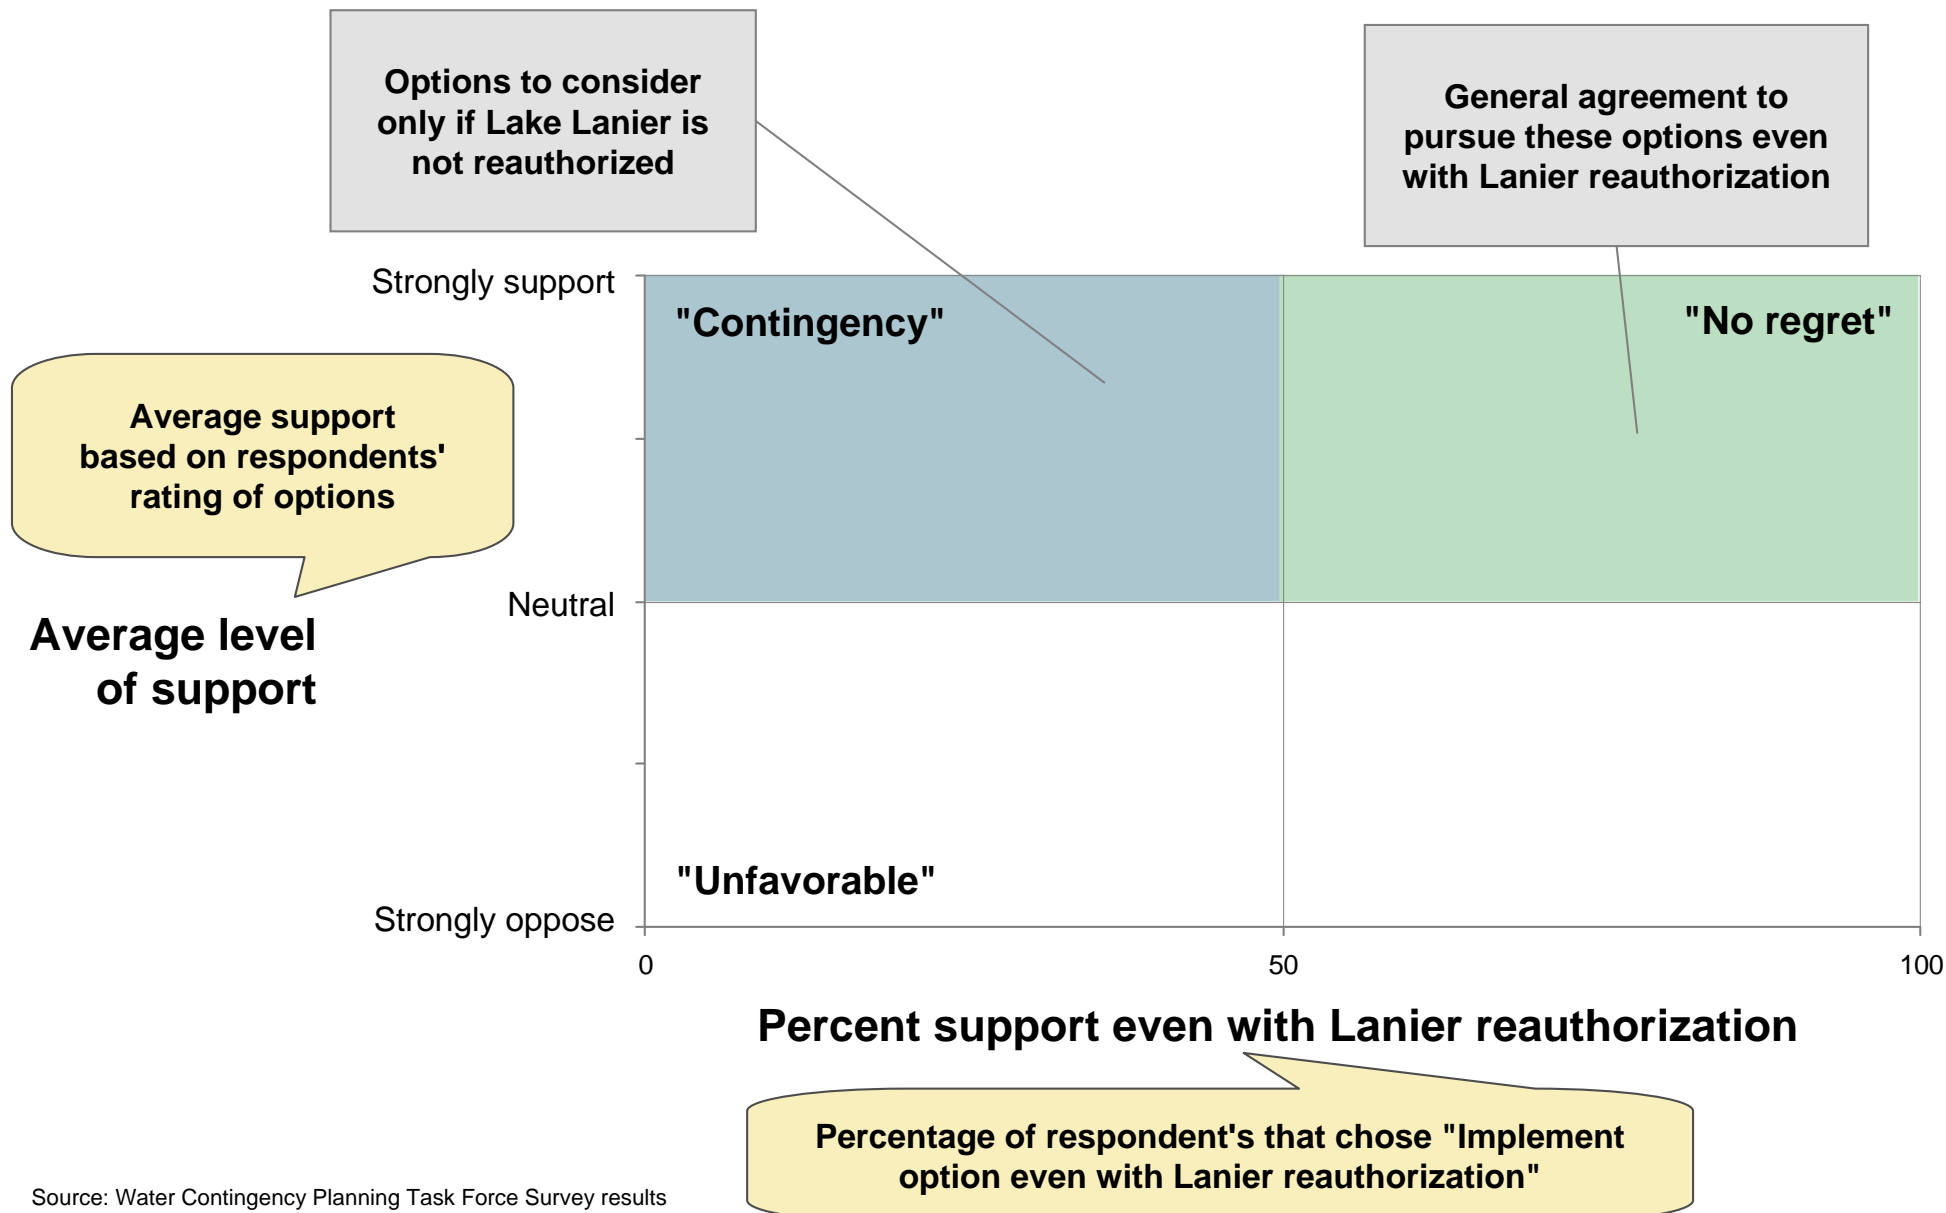 Options to consider
only if Lake Lanier is
not reauthorized
General agreement to
pursue these options even
with Lanier reauthorization
Strongly support
"Contingency"
"No regret"
Average support
based on respondents'
rating of options
Neutral
Average level
of support
"Unfavorable"
Strongly oppose
0
50
100
Percent support even with Lanier reauthorization
Percentage of respondent's that chose "Implement
option even with Lanier reauthorization"
Source: Water Contingency Planning Task Force Survey results